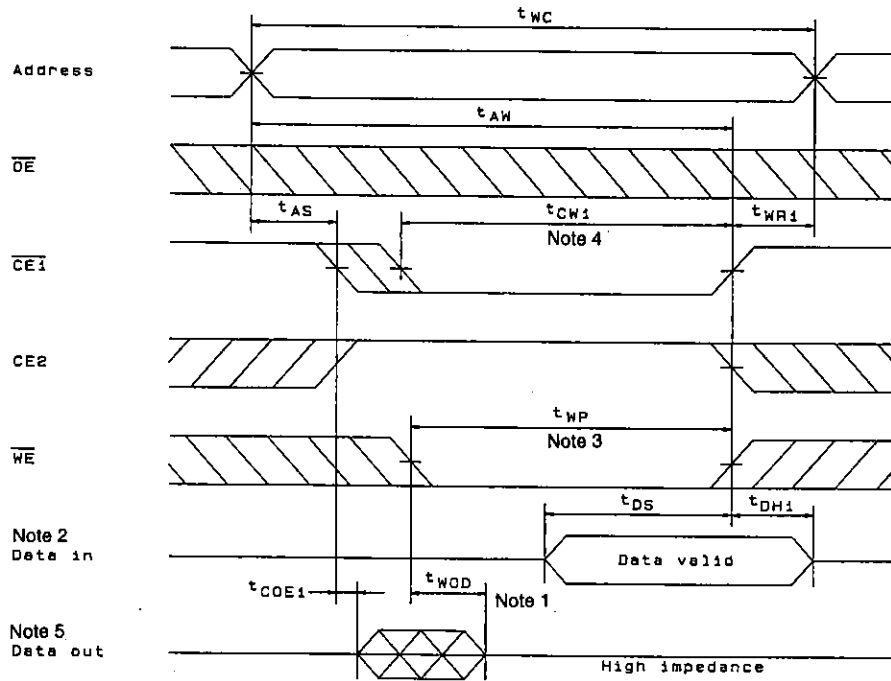 tWC
Address
tAW
OE
tAS
tCW1
tWR1
Note 4
CE1
CE2
tWP
Note 3
WE
tDS
tDH1
Note 2
Data in
Data valid
tCOE1
tWOD
Note 1
Note 5
Data out
High impedance